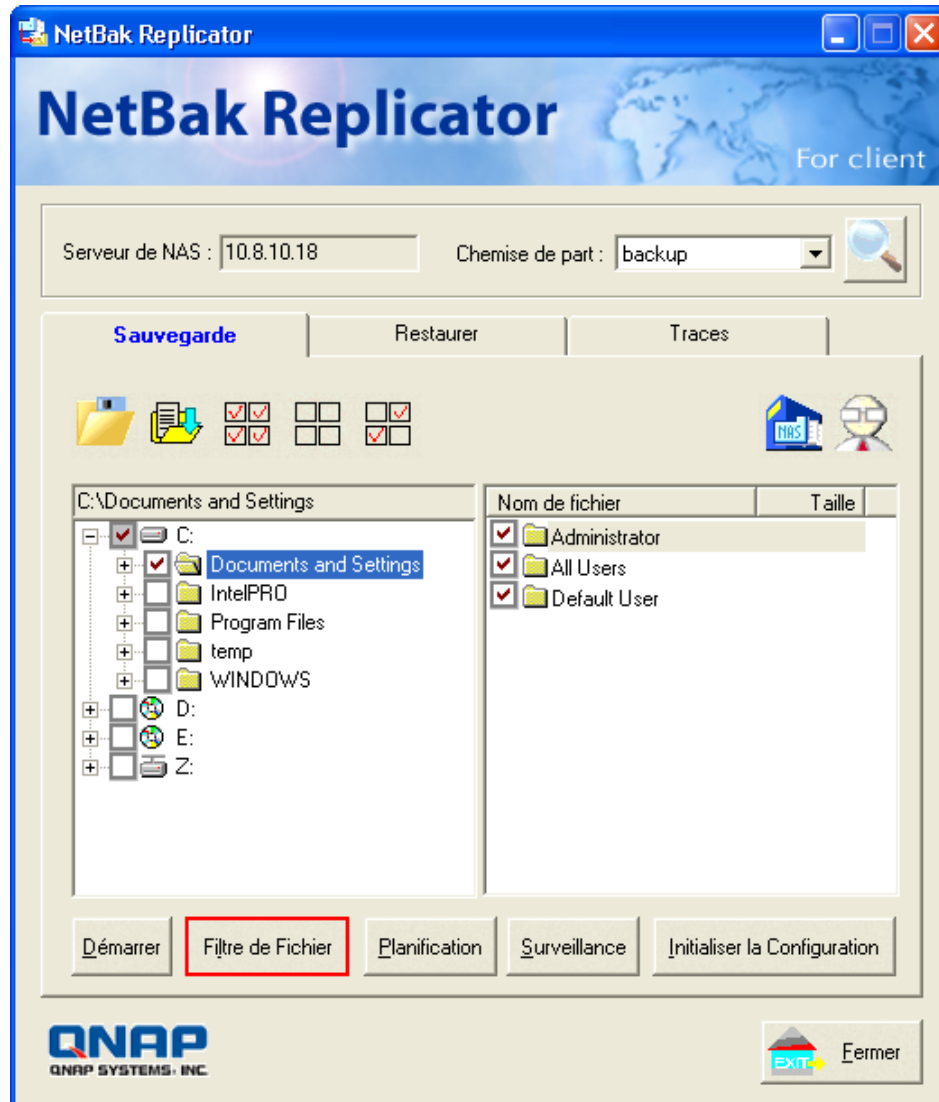 NetBak Replicator
NetBak Replicator
For client
Serveur de NAS : 10.8.10.18 Chemise de part : backup
Sauvegarde Restaurer Traces
NAS
C:\Documents and Settings Nom de fichier Taille
C: Administrator
Documents and Settings All Users
IntelPRO Default User
Program Files
temp
WINDOWS
D:
E:
Z:
Démarrer Filtre de Fichier Planification Surveillance Initialiser la Configuration
QNAP
QNAP SYSTEMS, INC. EXIT Fermer